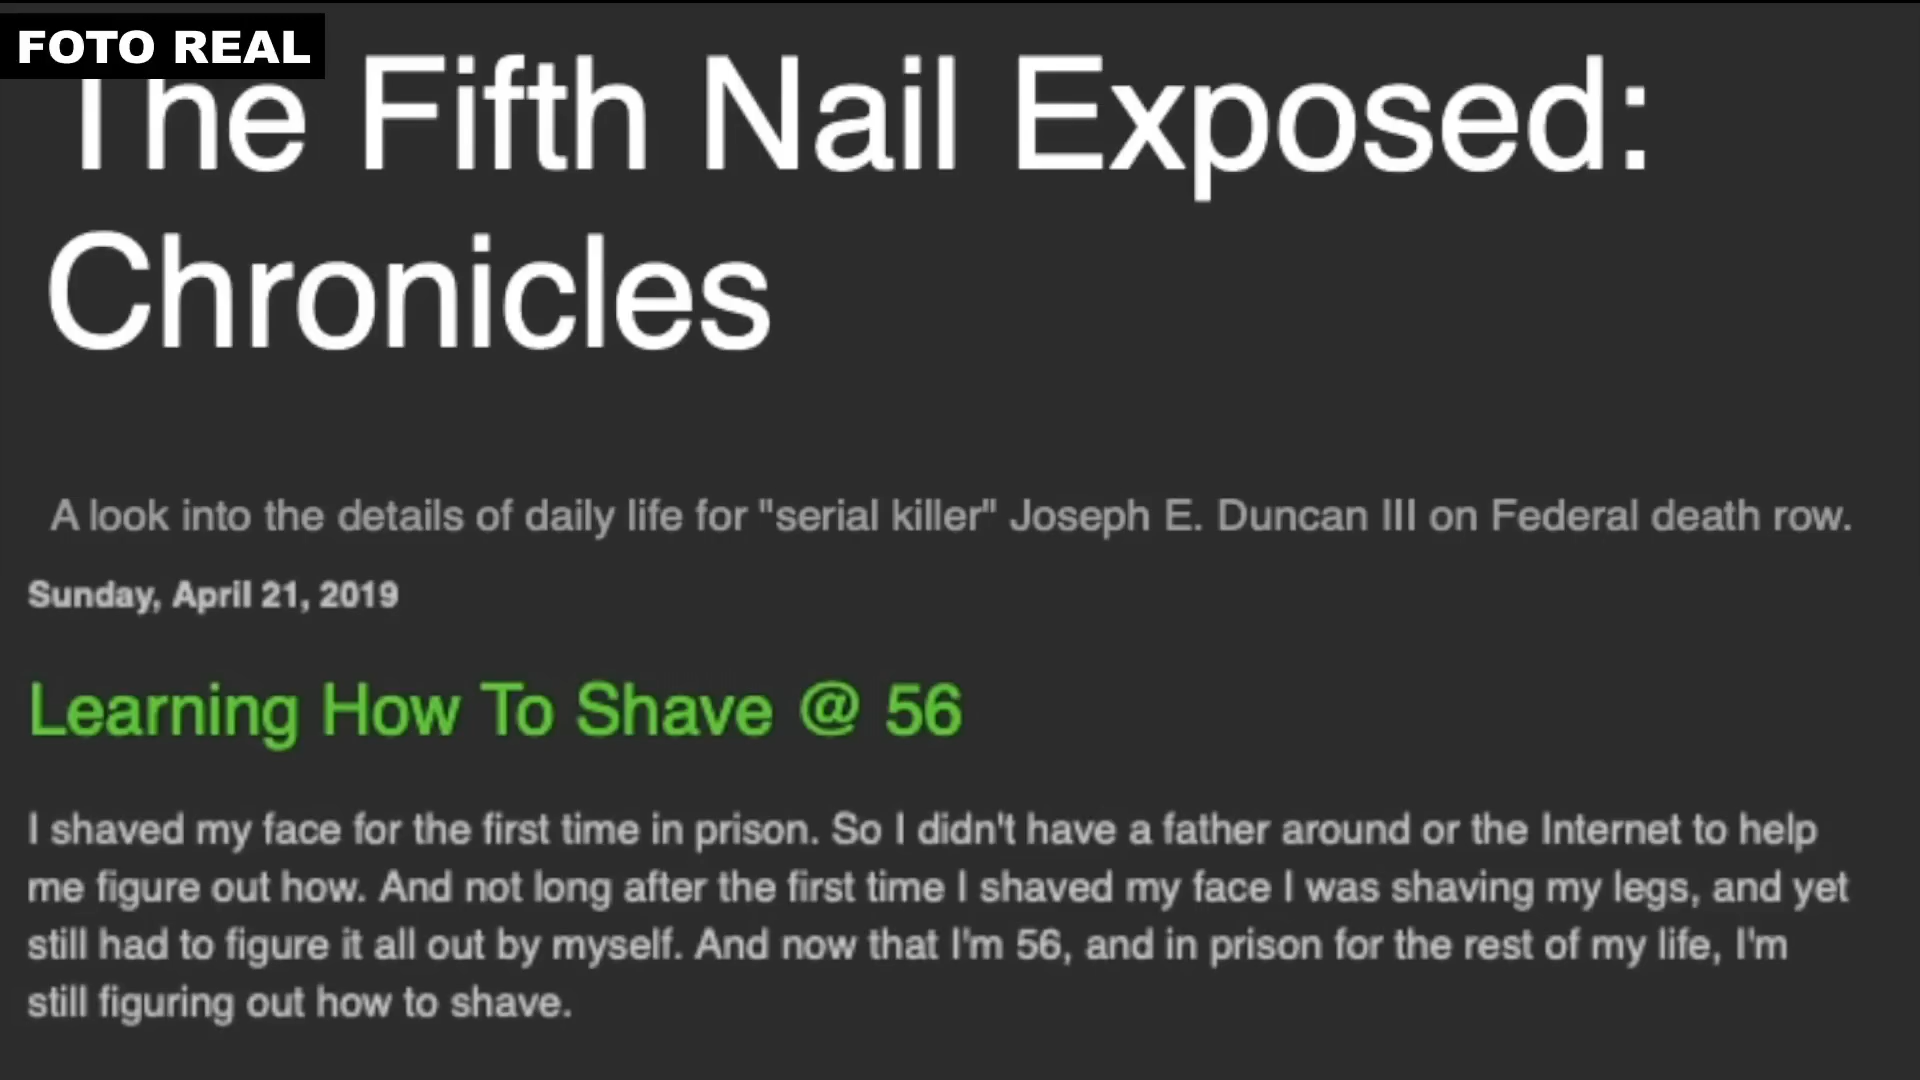 FOTO REAL
The Fifth Nail Exposed:
Chronicles
A look into the details of daily life for "serial killer" Joseph E. Duncan III on Federal death row.
Sunday, April 21, 2019
Learning How To Shave @ 56
I shaved my face for the first time in prison. So I didn't have a father around or the Internet to help
me figure out how. And not long after the first time I shaved my face I was shaving my legs, and yet
still had to figure it all out by myself. And now that I'm 56, and in prison for the rest of my life, I'm
still figuring out how to shave.